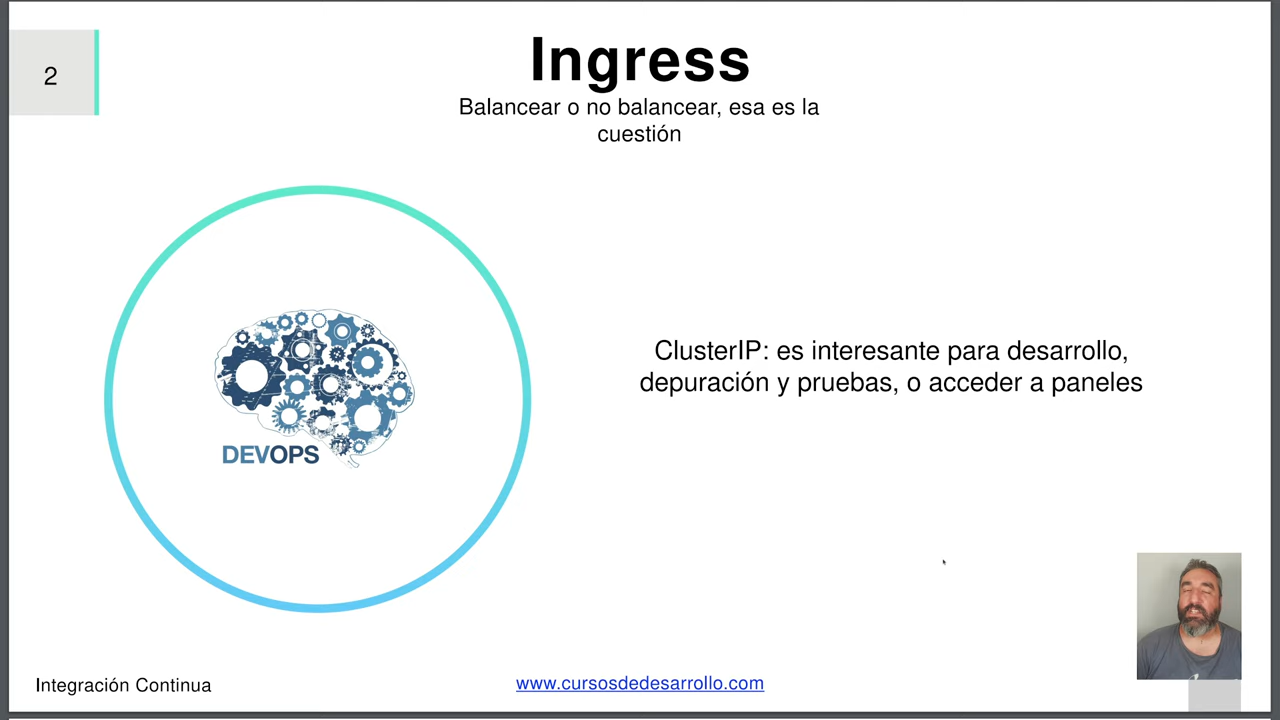 2
Ingress
Balancear o no balancear, esa es la
cuestión
DEVOPS
ClusterIP: es interesante para desarrollo,
depuración y pruebas, o acceder a paneles
Integración Continua
www.cursosdedesarrollo.com